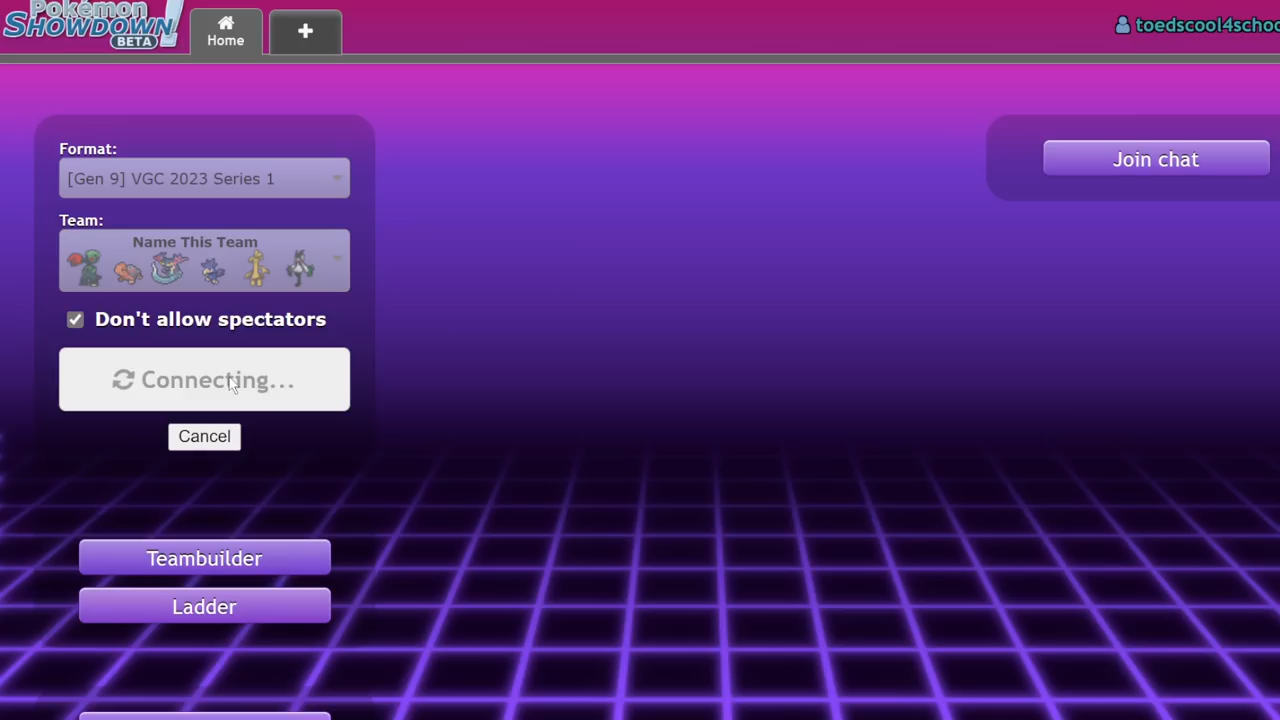 Pokémon
SHOWDOWN!
BETA
Home
toedscool4schoo
Format:
[Gen 9] VGC 2023 Series 1
Team:
Name This Team
Don't allow spectators
Connecting...
Cancel
Teambuilder
Ladder
Join chat